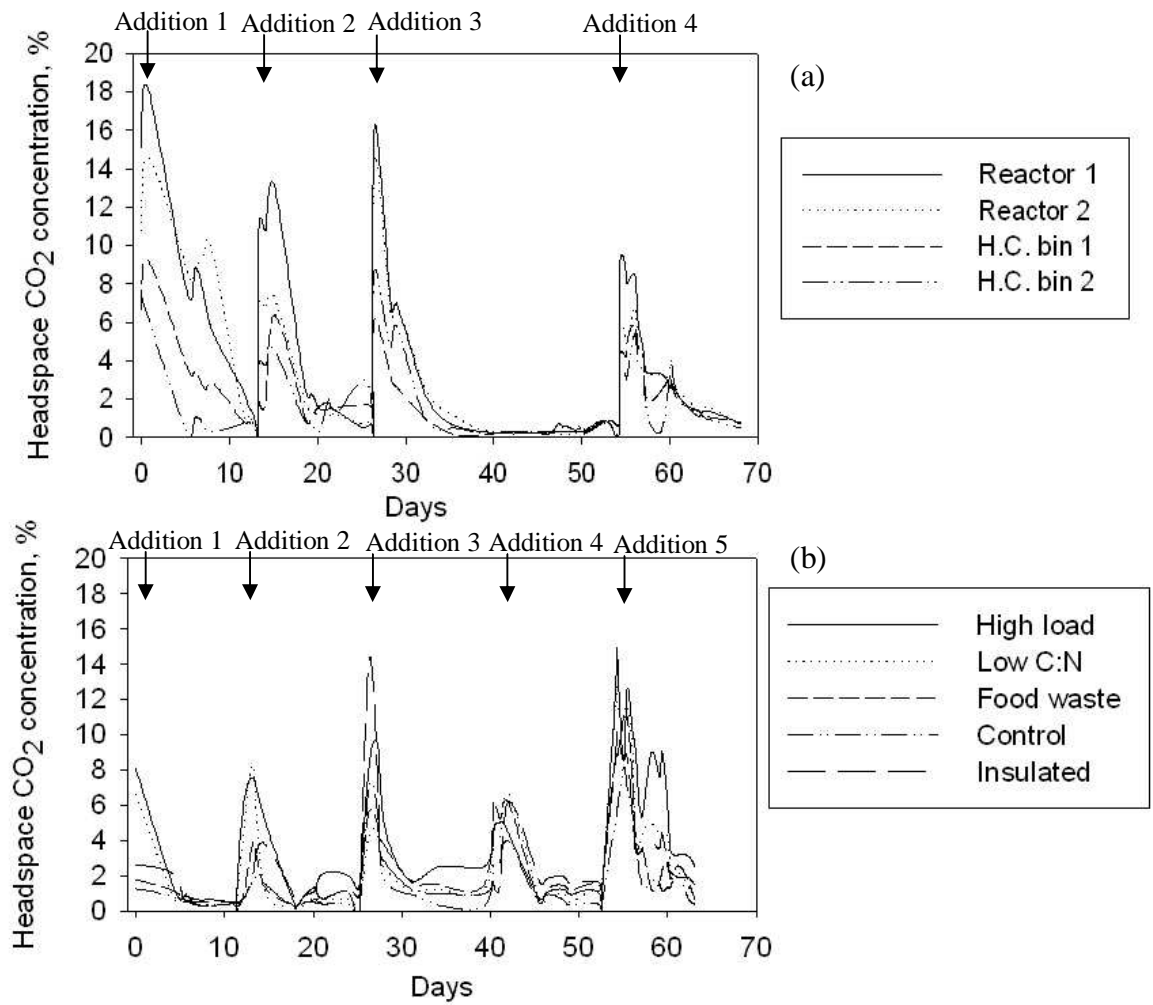 Addition 1 Addition 2 Addition 3 Addition 4
(a)
Headspace CO2 concentration, %
20
18
16
14
12
10
8
6
4
2
0
0 10 20 30 40 50 60 70
Days
Reactor 1
Reactor 2
H.C. bin 1
H.C. bin 2
Addition 1 Addition 2 Addition 3 Addition 4 Addition 5
(b)
Headspace CO2 concentration, %
20
18
16
14
12
10
8
6
4
2
0
0 10 20 30 40 50 60 70
Days
High load
Low C:N
Food waste
Control
Insulated